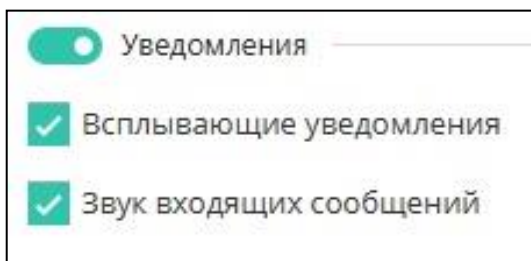 Уведомления
Всплывающие уведомления
Звук входящих сообщений